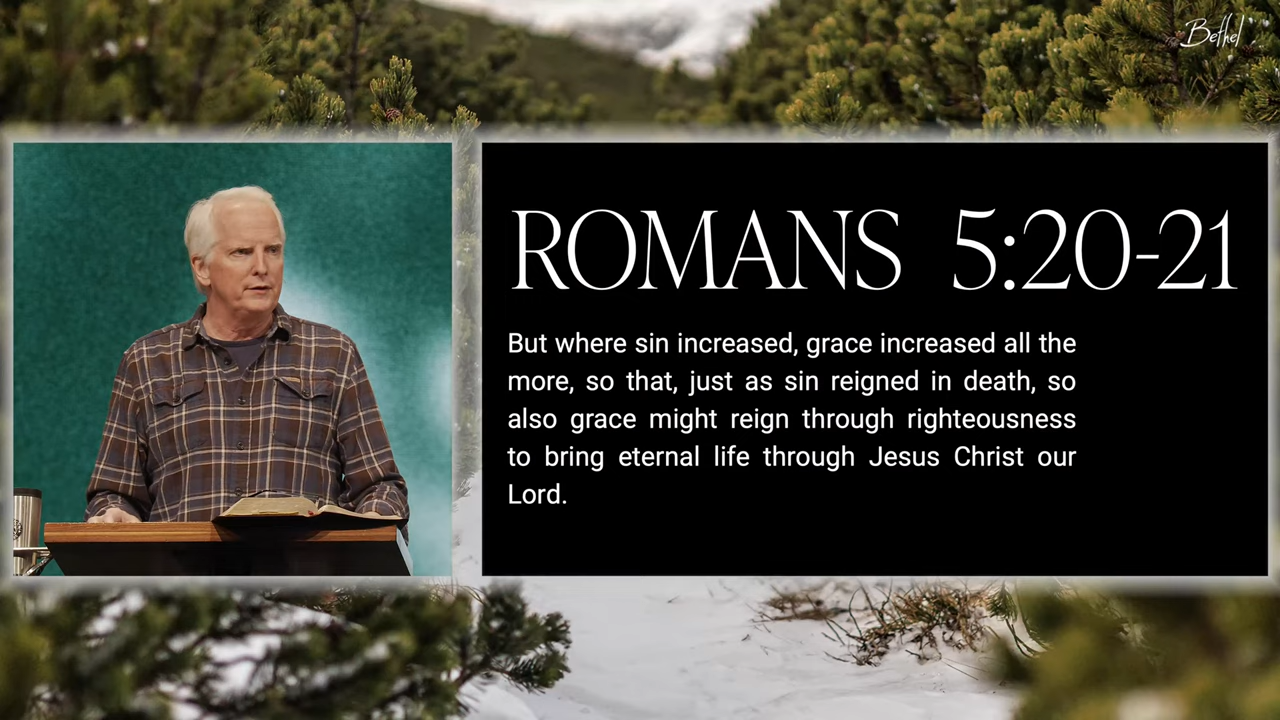 Bethel
ROMANS 5:20-21
But where sin increased, grace increased all the
more, so that, just as sin reigned in death, so
also grace might reign through righteousness
to bring eternal life through Jesus Christ our
Lord.